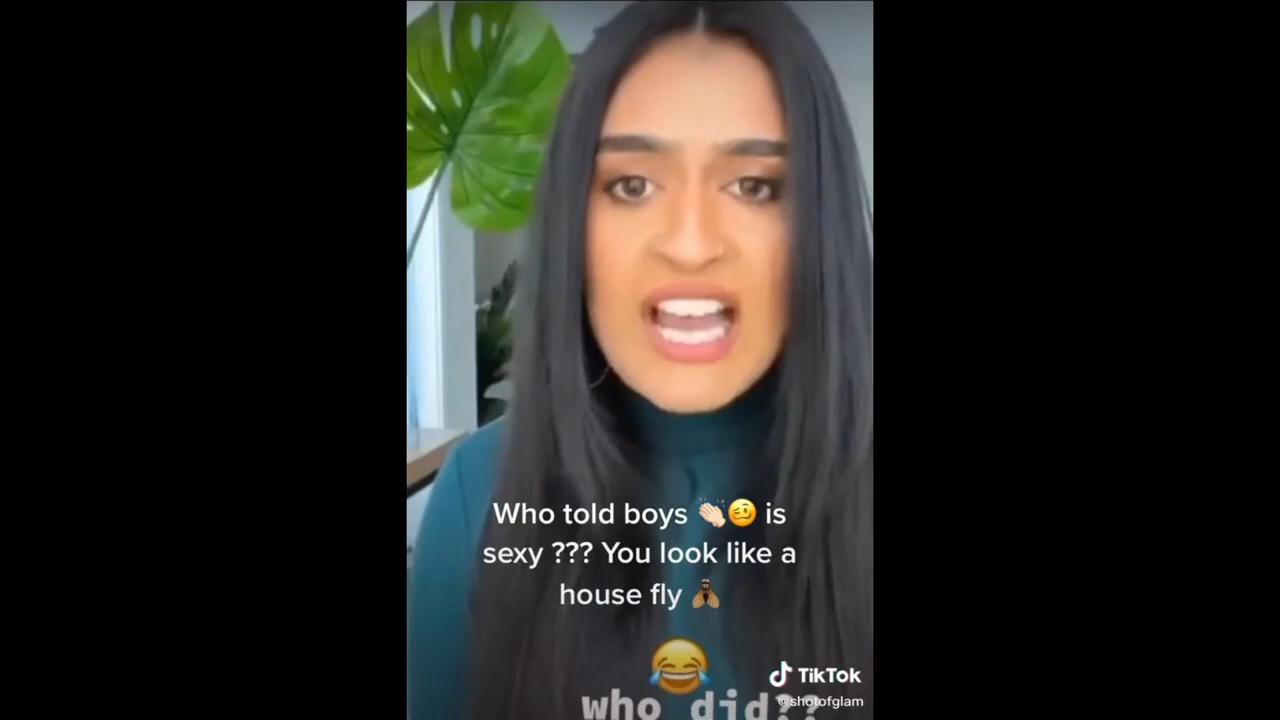 Who told boys 👏🏻🥴 is
sexy ??? You look like a
house fly 🪰
😂
who did??
TikTok
@shotofglam